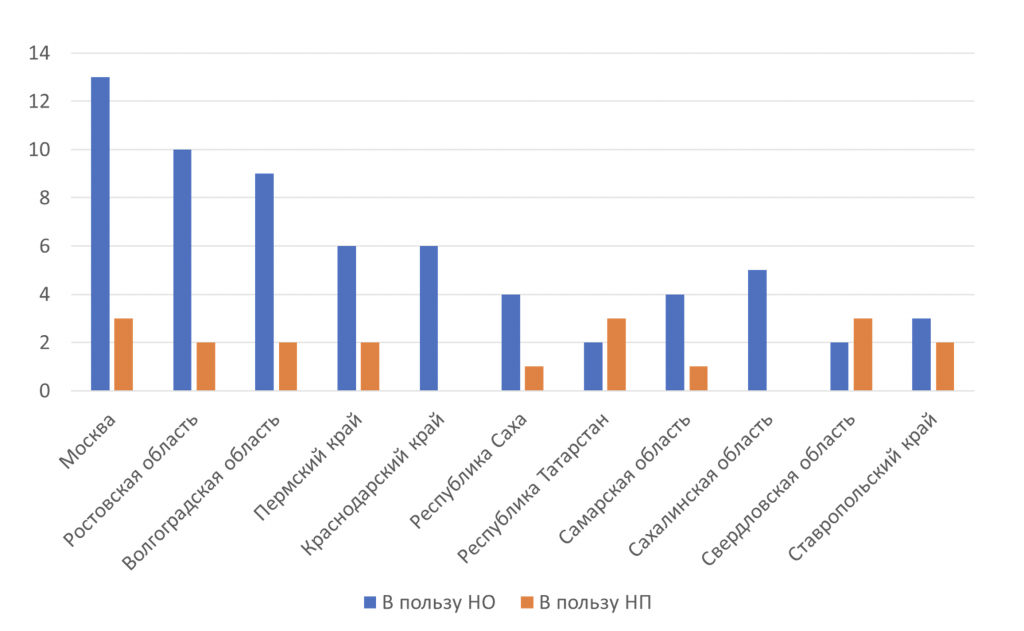 14
12
10
8
6
4
2
0
Москва
Ростовская область
Волгоградская область
Пермский край
Краснодарский край
Республика Саха
Республика Татарстан
Самарская область
Сахалинская область
Свердловская область
Ставропольский край
В пользу НО В пользу НП